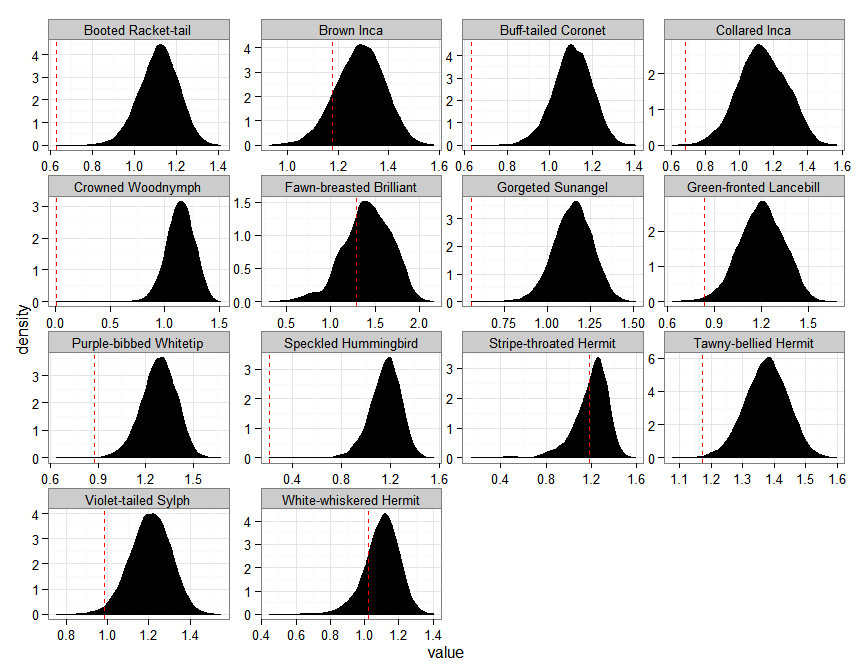 Booted Racket-tail Brown Inca Buff-tailed Coronet Collared Inca
4 4 4
3 3 3 2
2 2 2
1 1 1 1
0 0 0 0
0.6 0.8 1.0 1.2 1.4 1.0 1.2 1.4 1.6 0.6 0.8 1.0 1.2 1.4 0.6 0.8 1.0 1.2 1.4 1.6
Crowned Woodnymph Fawn-breasted Brilliant Gorgeted Sunangel Green-fronted Lancebill
3 1.5 3 2
2 1.0 2
1 0.5 1 1
0 0.0 0 0
0.0 0.5 1.0 1.5 0.5 1.0 1.5 2.0 0.75 1.00 1.25 1.50 0.6 0.9 1.2 1.5
density
Purple-bibbed Whitetip Speckled Hummingbird Stripe-throated Hermit Tawny-bellied Hermit
3 3 3 6
2 2 2 4
1 1 1 2
0 0 0 0
0.6 0.9 1.2 1.5 0.4 0.8 1.2 1.6 0.4 0.8 1.2 1.6 1.1 1.2 1.3 1.4 1.5 1.6
Violet-tailed Sylph White-whiskered Hermit
4 4
3 3
2 2
1 1
0 0
0.8 1.0 1.2 1.4 0.4 0.6 0.8 1.0 1.2 1.4
value